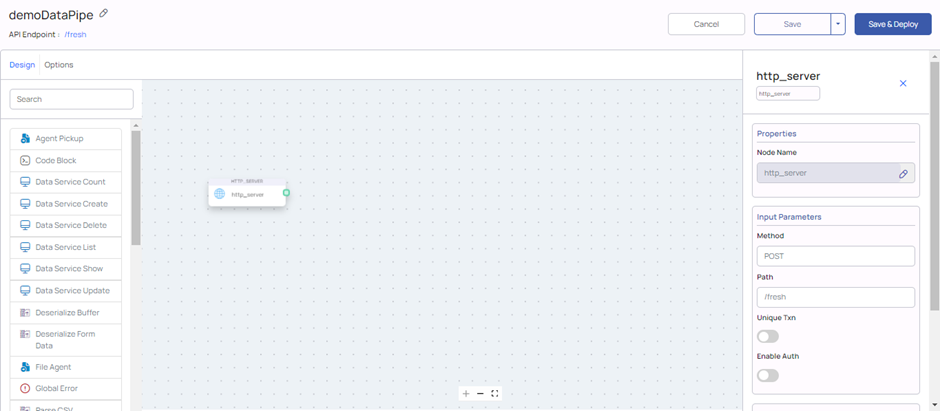 demoDataPipe
API Endpoint : /fresh
Cancel
Save
Save & Deploy
Design
Options
Search
Agent Pickup
Code Block
Data Service Count
Data Service Create
Data Service Delete
Data Service List
Data Service Show
Data Service Update
Deserialize Buffer
Deserialize Form
Data
File Agent
Global Error
Parse CSV
HTTP_SERVER
http_server
http_server
http_server
Properties
Node Name
http_server
Input Parameters
Method
POST
Path
/fresh
Unique Txn
Enable Auth